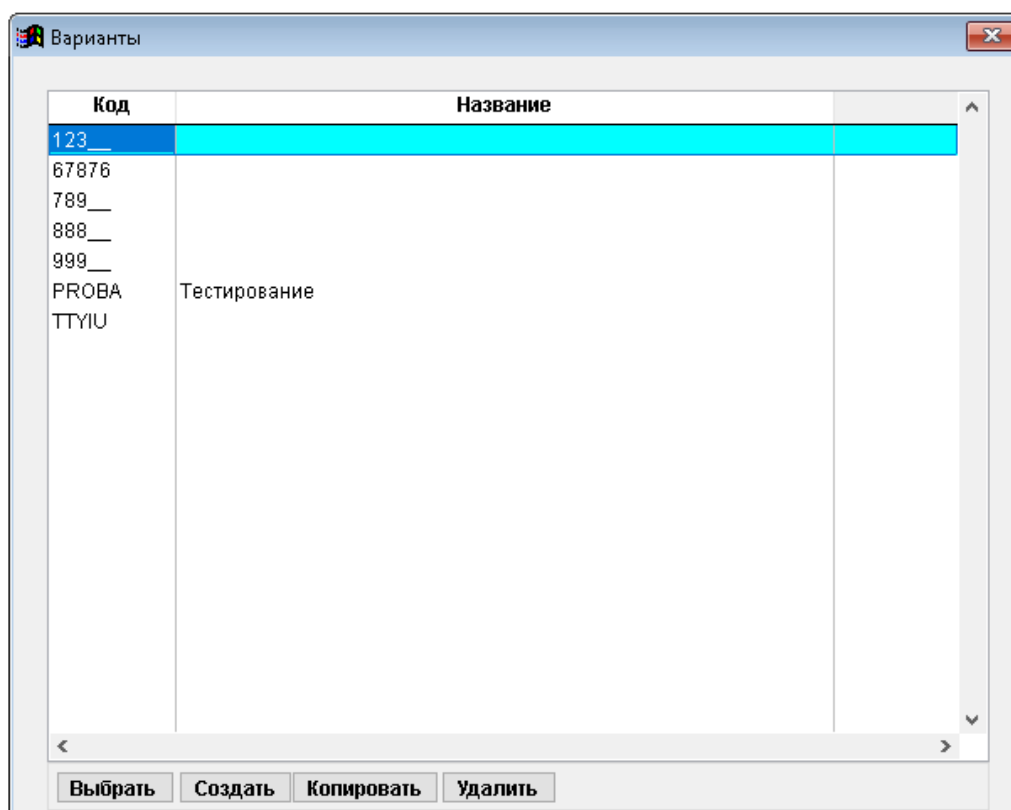 Варианты
Код Название
123__
67876
789__
888__
999__
PROBA Тестирование
TTYIU
Выбрать Создать Копировать Удалить